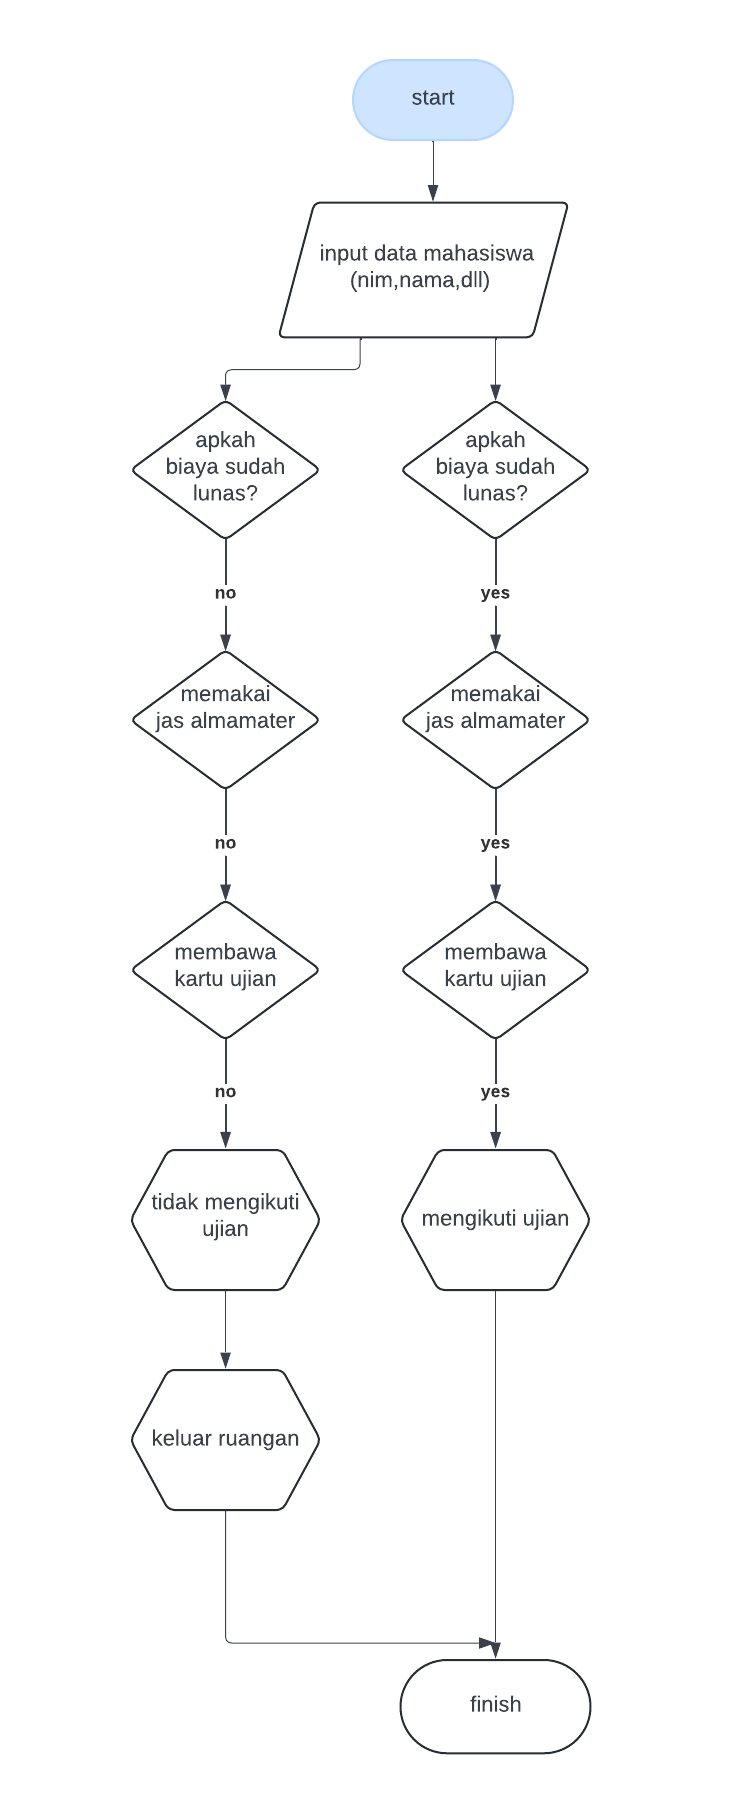 start
input data mahasiswa
(nim,nama,dll)
apkah
biaya sudah
lunas?
apkah
biaya sudah
lunas?
no
yes
memakai
jas almamater
memakai
jas almamater
no
yes
membawa
kartu ujian
membawa
kartu ujian
no
yes
tidak mengikuti
ujian
mengikuti ujian
keluar ruangan
finish